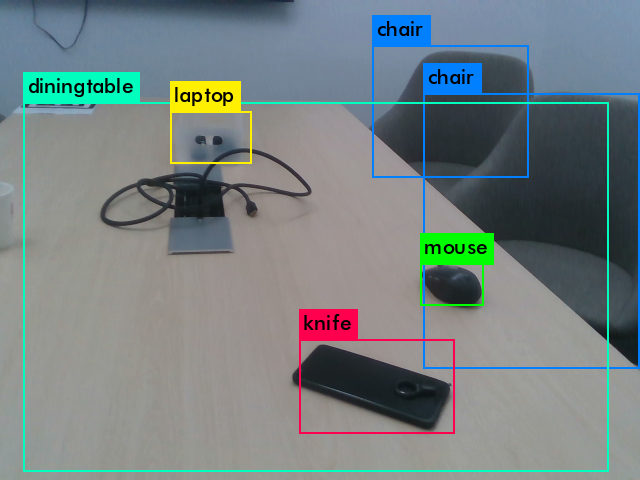 chair
chair
diningtable
laptop
mouse
knife